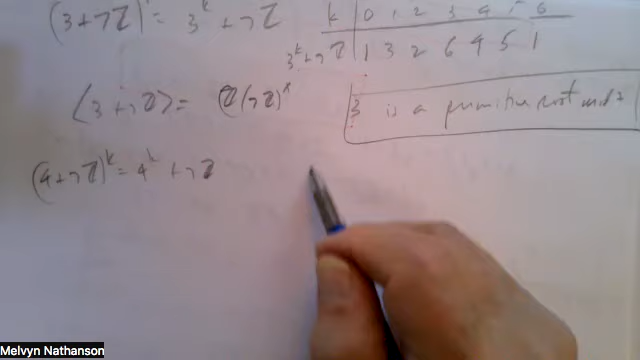 (3+7Z)^k = 3^k + 7Z
k | 0 1 2 3 4 5 6
3^k+7Z | 1 3 2 6 4 5 1
⟨3+7Z⟩ = (Z/7Z)^×
3 is a primitive root mod 7
(4+7Z)^k = 4^k + 7Z
Melvyn Nathanson